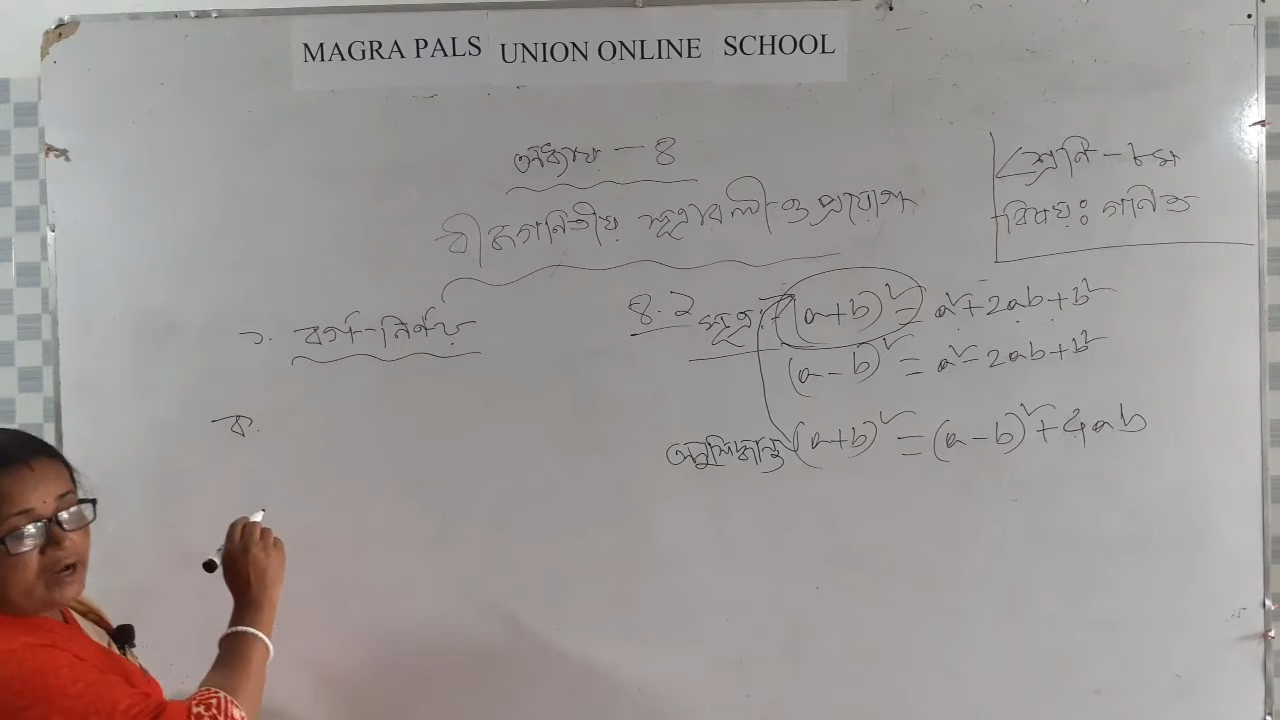 MAGRA PALS UNION ONLINE SCHOOL
অধ্যায় - ৪
শ্রেণি - ৮ম
বিষয়ঃ গণিত
বীজগণিতীয় সূত্রাবলী ও প্রয়োগ
১. বর্গ-নির্ণয়
৪.১ সূত্র (a+b)² = a²+2ab+b²
(a-b)² = a²-2ab+b²
ক.
অনুসিদ্ধান্ত (a+b)² = (a-b)²+4ab